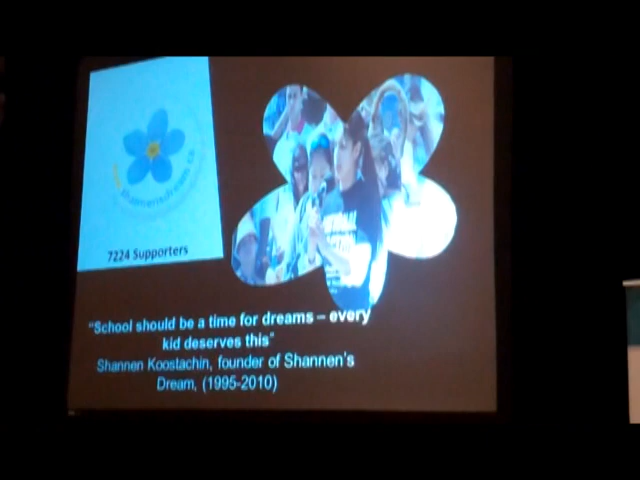 7224 Supporters
"School should be a time for dreams – every
kid deserves this"
Shannen Koostachin, founder of Shannen's
Dream, (1995-2010)